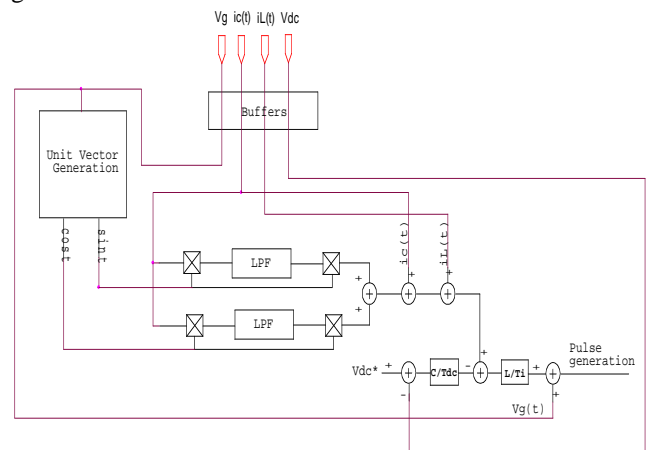 Vg ic(t) iL(t) Vdc
Buffers
Unit Vector
Generation
cost
sint
ic(t)
iL(t)
LPF
+
+
+
+
LPF
+
Pulse
generation
Vdc*
+
C/Tdc
-
L/Ti
+
-
Vg(t)
+